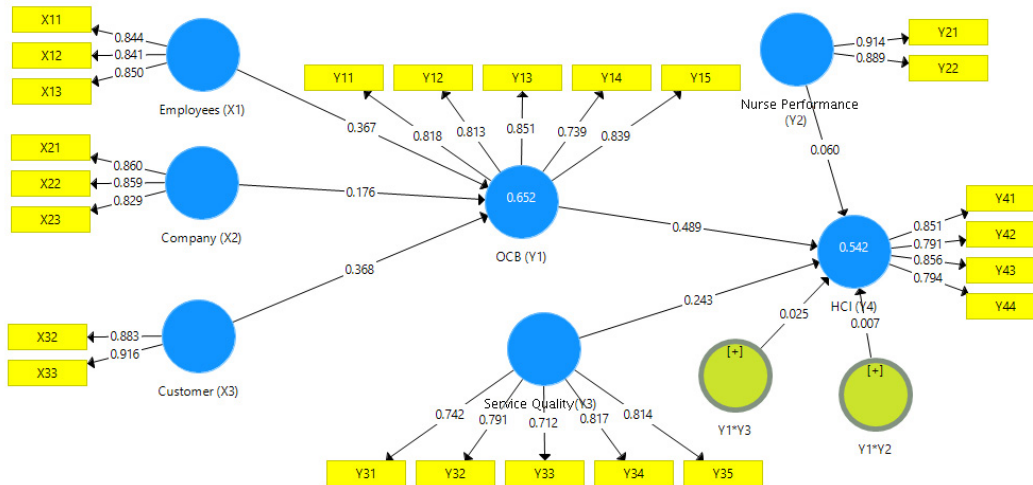 X11
X12
X13
0.844
0.841
0.850
Employees (X1)
0.367
X21
X22
X23
0.860
0.859
0.829
Company (X2)
0.176
X32
X33
0.883
0.916
Customer (X3)
0.368
Y11
Y12
Y13
Y14
Y15
0.818
0.813
0.851
0.739
0.839
0.652
OCB (Y1)
0.489
Y21
Y22
0.914
0.889
Nurse Performance
(Y2)
0.060
Y41
Y42
Y43
Y44
0.851
0.791
0.856
0.794
0.542
HCI (Y4)
0.243
0.025
0.007
[+]
Y1*Y3
[+]
Y1*Y2
Service Quality (Y3)
0.742
0.791
0.712
0.817
0.814
Y31
Y32
Y33
Y34
Y35